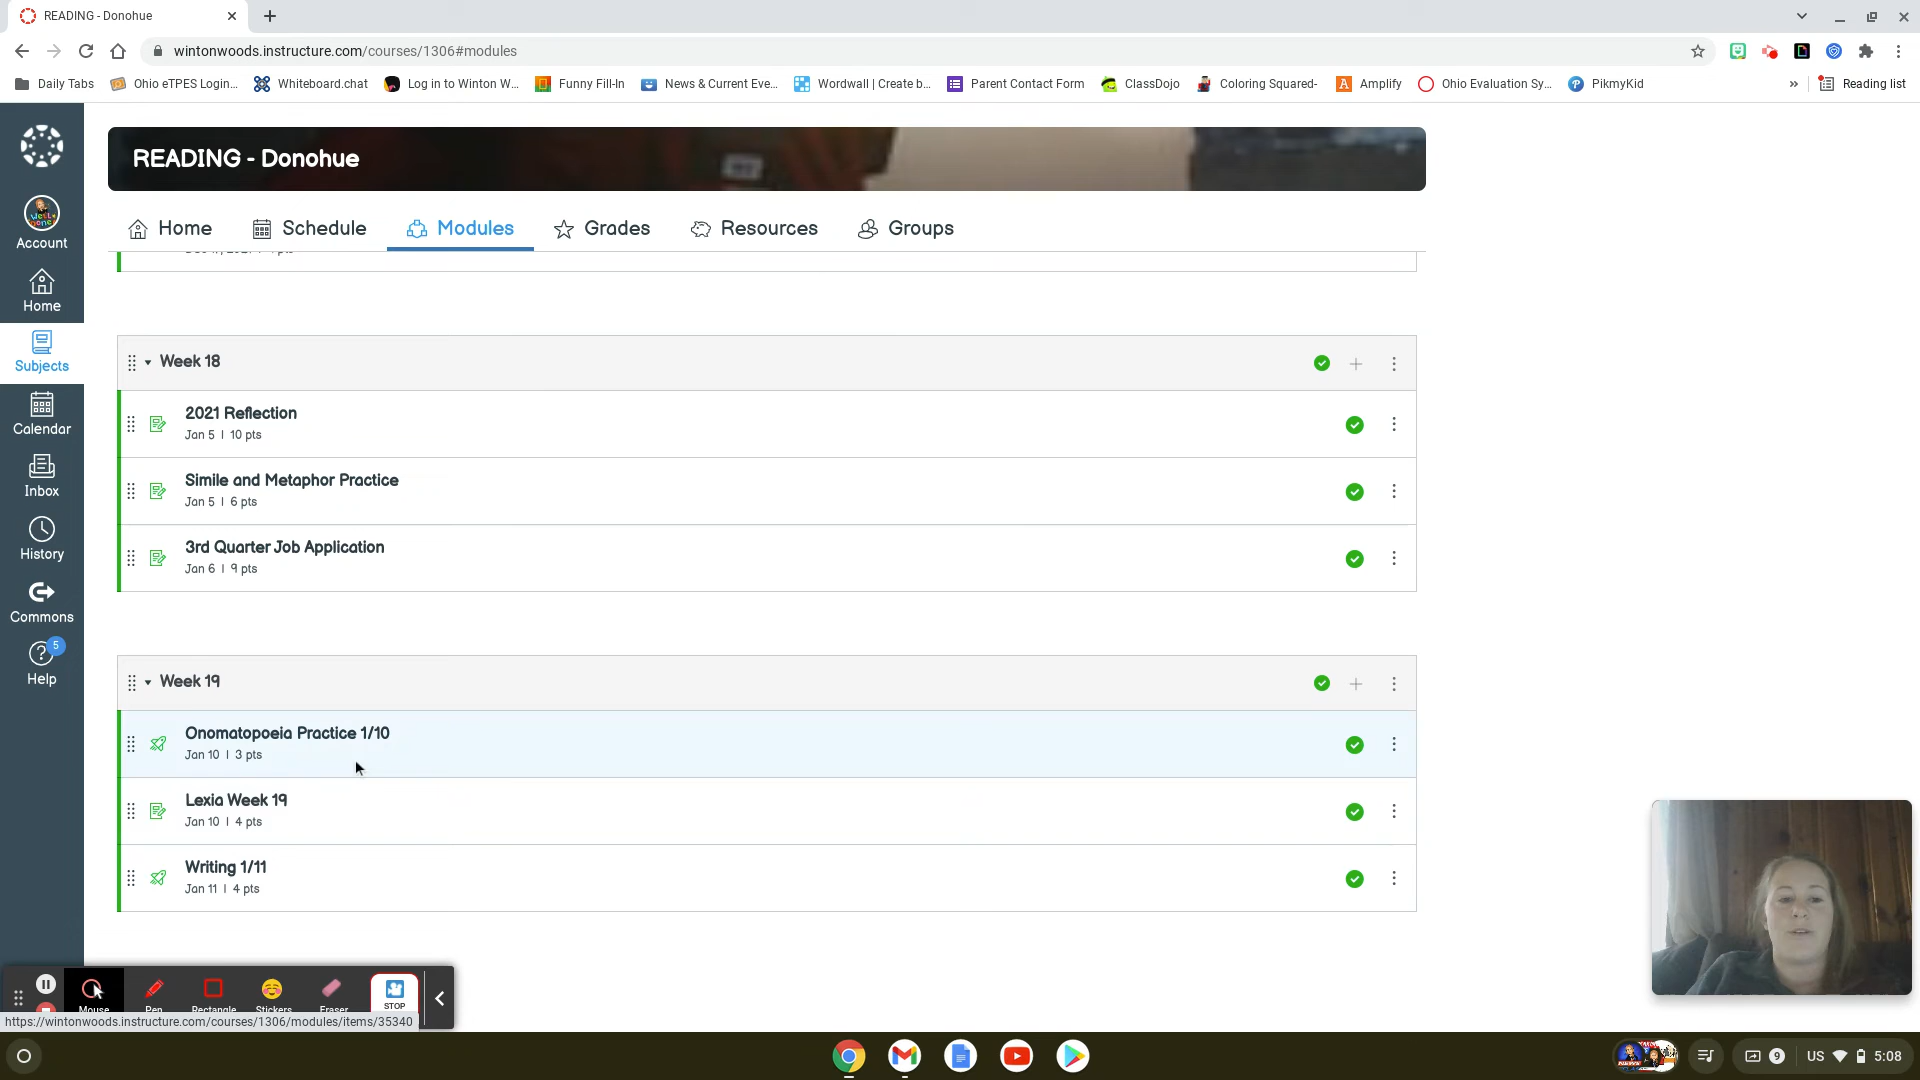 READING - Donohue
wintonwoods.instructure.com/courses/1306#modules
Daily Tabs
Ohio eTPES Login...
Whiteboard.chat
Log in to Winton W...
Funny Fill-In
News & Current Eve...
Wordwall | Create b...
Parent Contact Form
ClassDojo
Coloring Squared-
Amplify
Ohio Evaluation Sy...
PikmyKid
»
Reading list
READING - Donohue
Home
Schedule
Modules
Grades
Resources
Groups
Account
Home
Subjects
Calendar
Inbox
History
Commons
5
Help
Week 18
2021 Reflection
Jan 5 | 10 pts
Simile and Metaphor Practice
Jan 5 | 6 pts
3rd Quarter Job Application
Jan 6 | 9 pts
Week 19
Onomatopoeia Practice 1/10
Jan 10 | 3 pts
Lexia Week 19
Jan 10 | 4 pts
Writing 1/11
Jan 11 | 4 pts
Mouse
Pen
Rectangle
Stickers
Eraser
STOP
https://wintonwoods.instructure.com/courses/1306/modules/items/35340
9
US
5:08